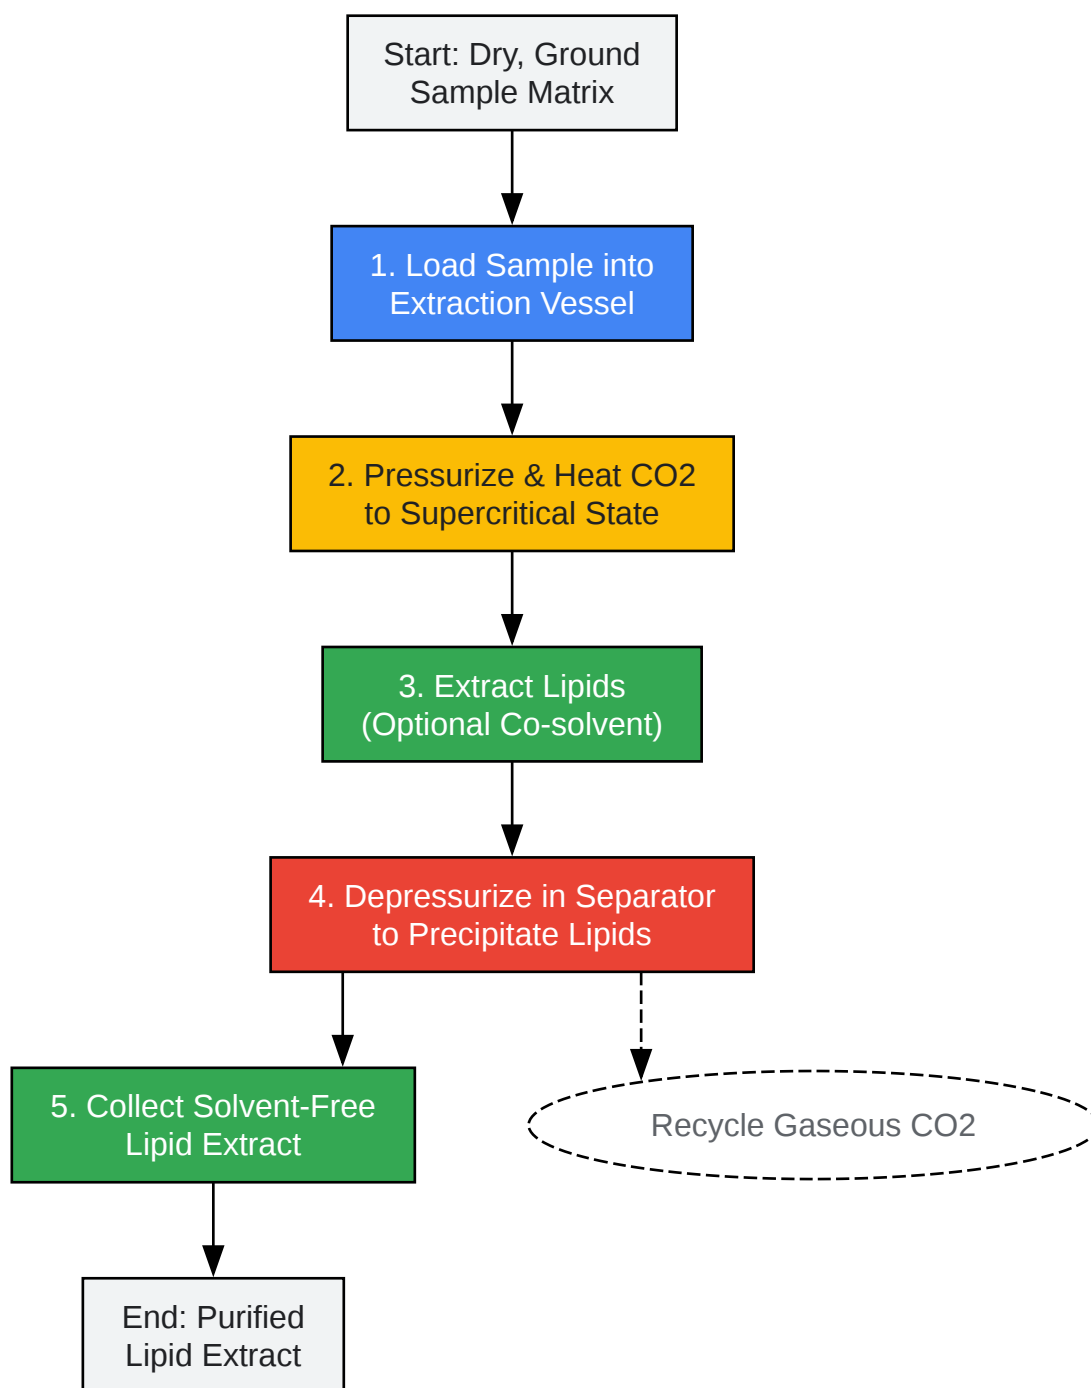 Start: Dry, Ground
Sample Matrix
1. Load Sample into
Extraction Vessel
2. Pressurize & Heat CO2
to Supercritical State
3. Extract Lipids
(Optional Co-solvent)
4. Depressurize in Separator
to Precipitate Lipids
5. Collect Solvent-Free
Lipid Extract
Recycle Gaseous CO2
End: Purified
Lipid Extract